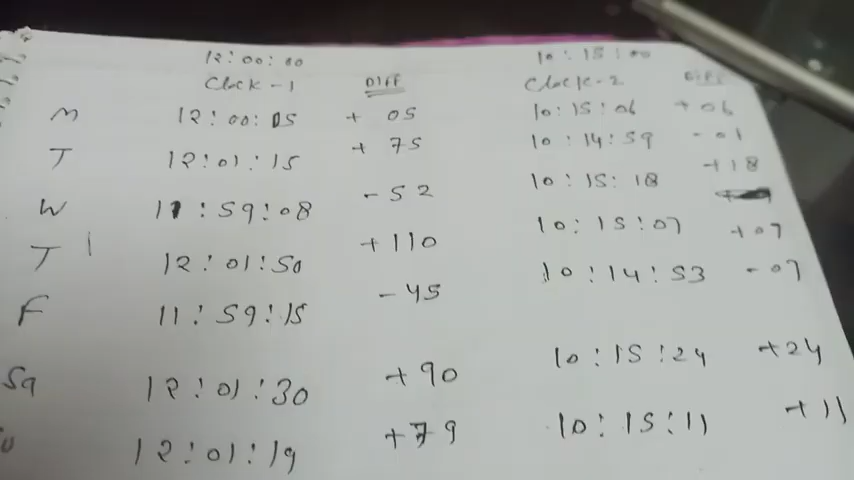 12:00:00 10:15:00
Clock-1 DIFF Clock-2 DIFF
M 12:00:05 + 05 10:15:06 +06
T 12:01:15 + 75 10:14:59 -01
W 11:59:08 -52 10:15:18 +18
T 12:01:50 +110 10:15:07 +07
F 11:59:15 -45 10:14:53 -07
Sa 12:01:30 +90 10:15:24 +24
12:01:19 +79 10:15:11 +11